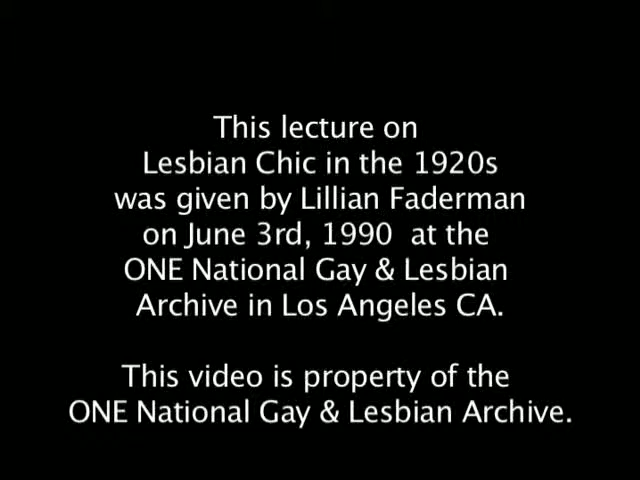 This lecture on
Lesbian Chic in the 1920s
was given by Lillian Faderman
on June 3rd, 1990 at the
ONE National Gay & Lesbian
Archive in Los Angeles CA.
This video is property of the
ONE National Gay & Lesbian Archive.